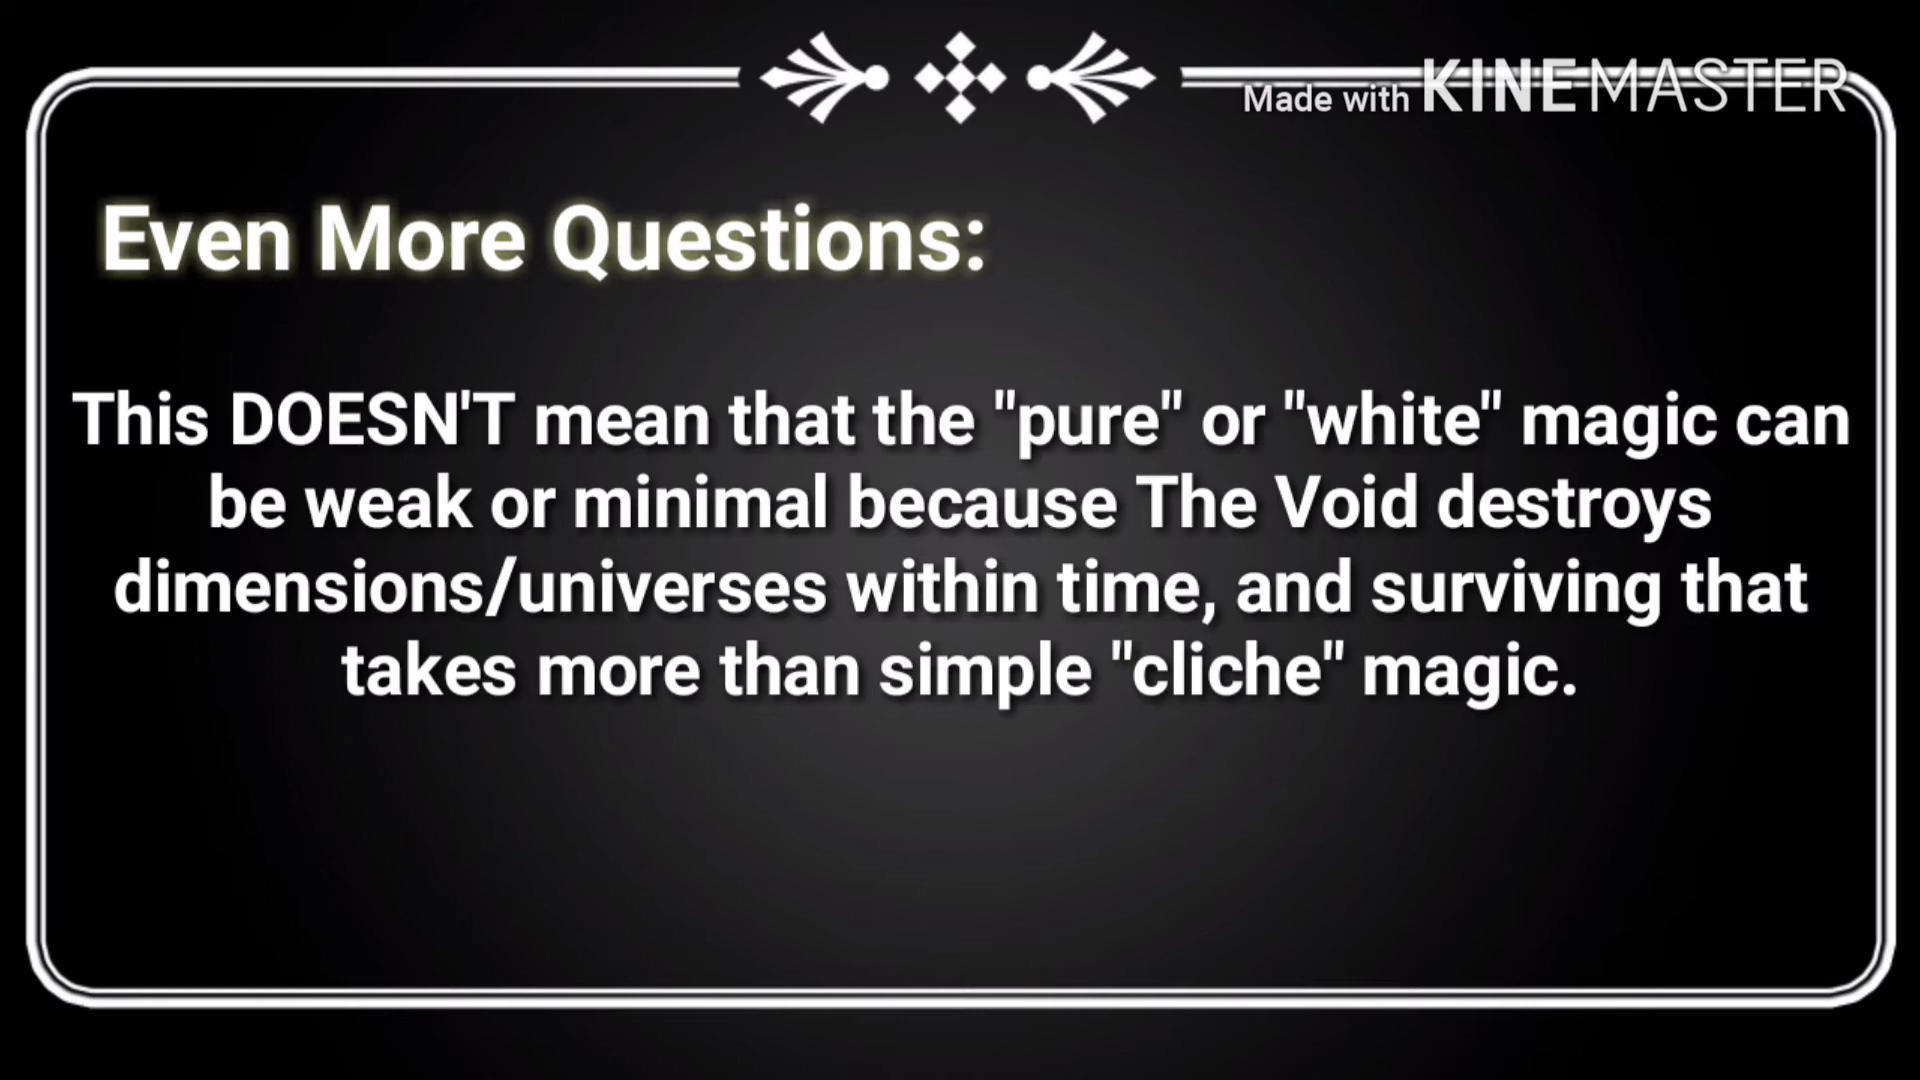 Made with KINEMASTER
Even More Questions:
This DOESN'T mean that the "pure" or "white" magic can
be weak or minimal because The Void destroys
dimensions/universes within time, and surviving that
takes more than simple "cliche" magic.